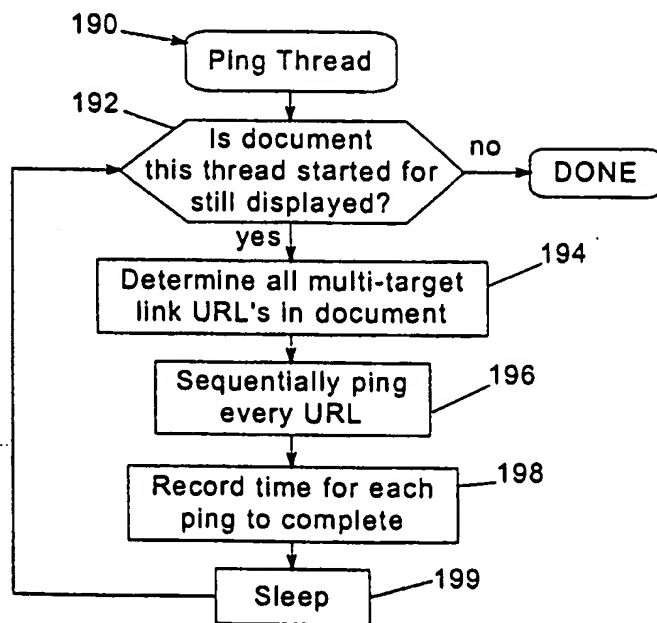 190
Ping Thread
192
Is document
this thread started for
still displayed?
no
DONE
yes
194
Determine all multi-target
link URL's in document
196
Sequentially ping
every URL
198
Record time for each
ping to complete
199
Sleep